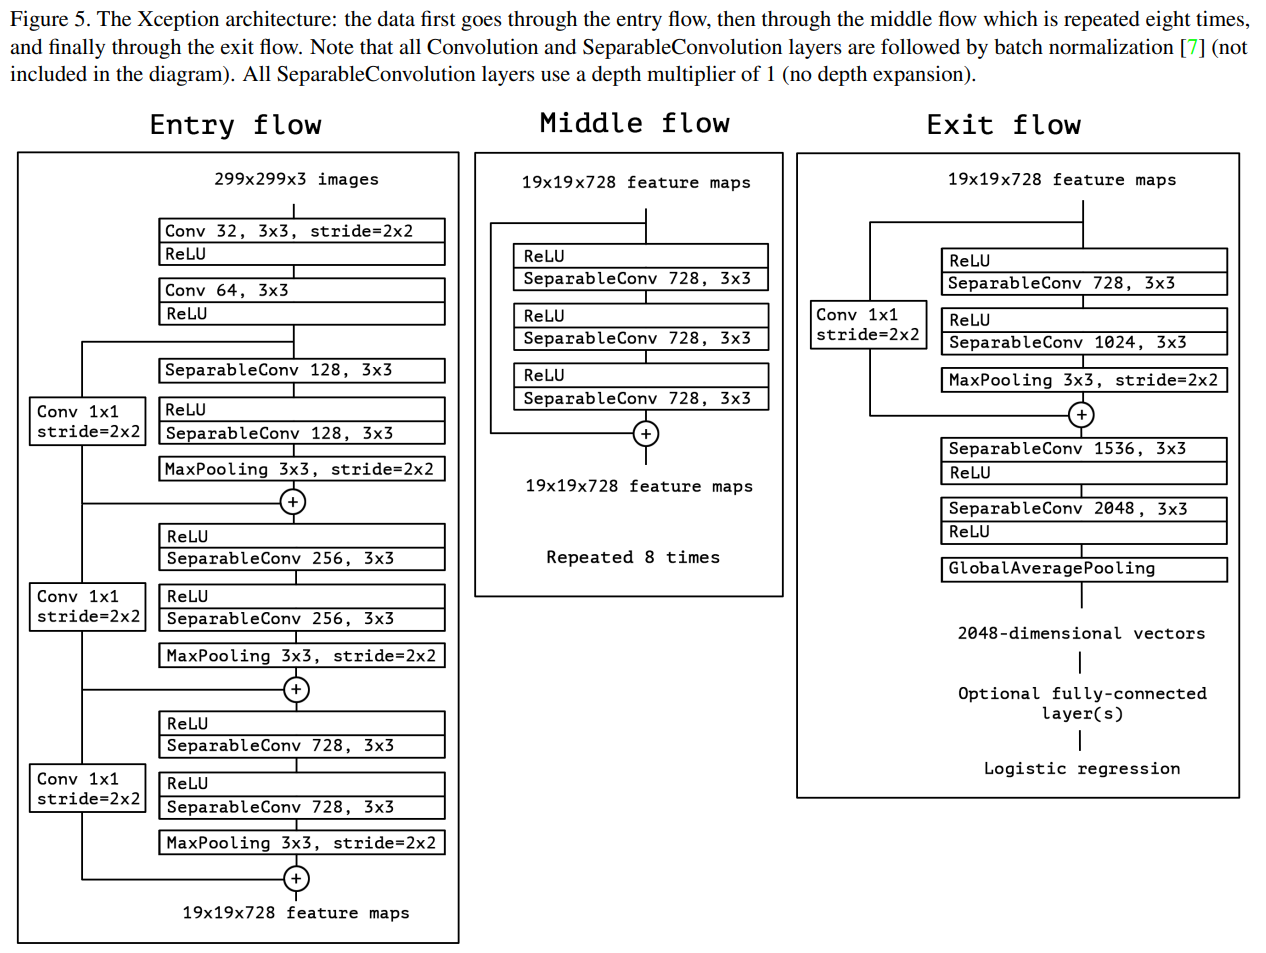 Figure 5. The Xception architecture: the data first goes through the entry flow, then through the middle flow which is repeated eight times,
and finally through the exit flow. Note that all Convolution and SeparableConvolution layers are followed by batch normalization [7] (not
included in the diagram). All SeparableConvolution layers use a depth multiplier of 1 (no depth expansion).
Entry flow
299x299x3 images
Conv 32, 3x3, stride=2x2
ReLU
Conv 64, 3x3
ReLU
SeparableConv 128, 3x3
Conv 1x1
stride=2x2
ReLU
SeparableConv 128, 3x3
MaxPooling 3x3, stride=2x2
+
ReLU
SeparableConv 256, 3x3
Conv 1x1
stride=2x2
ReLU
SeparableConv 256, 3x3
MaxPooling 3x3, stride=2x2
+
ReLU
SeparableConv 728, 3x3
Conv 1x1
stride=2x2
ReLU
SeparableConv 728, 3x3
MaxPooling 3x3, stride=2x2
+
19x19x728 feature maps
Middle flow
19x19x728 feature maps
ReLU
SeparableConv 728, 3x3
ReLU
SeparableConv 728, 3x3
ReLU
SeparableConv 728, 3x3
+
19x19x728 feature maps
Repeated 8 times
Exit flow
19x19x728 feature maps
ReLU
SeparableConv 728, 3x3
Conv 1x1
stride=2x2
ReLU
SeparableConv 1024, 3x3
MaxPooling 3x3, stride=2x2
+
SeparableConv 1536, 3x3
ReLU
SeparableConv 2048, 3x3
ReLU
GlobalAveragePooling
2048-dimensional vectors
Optional fully-connected
layer(s)
Logistic regression